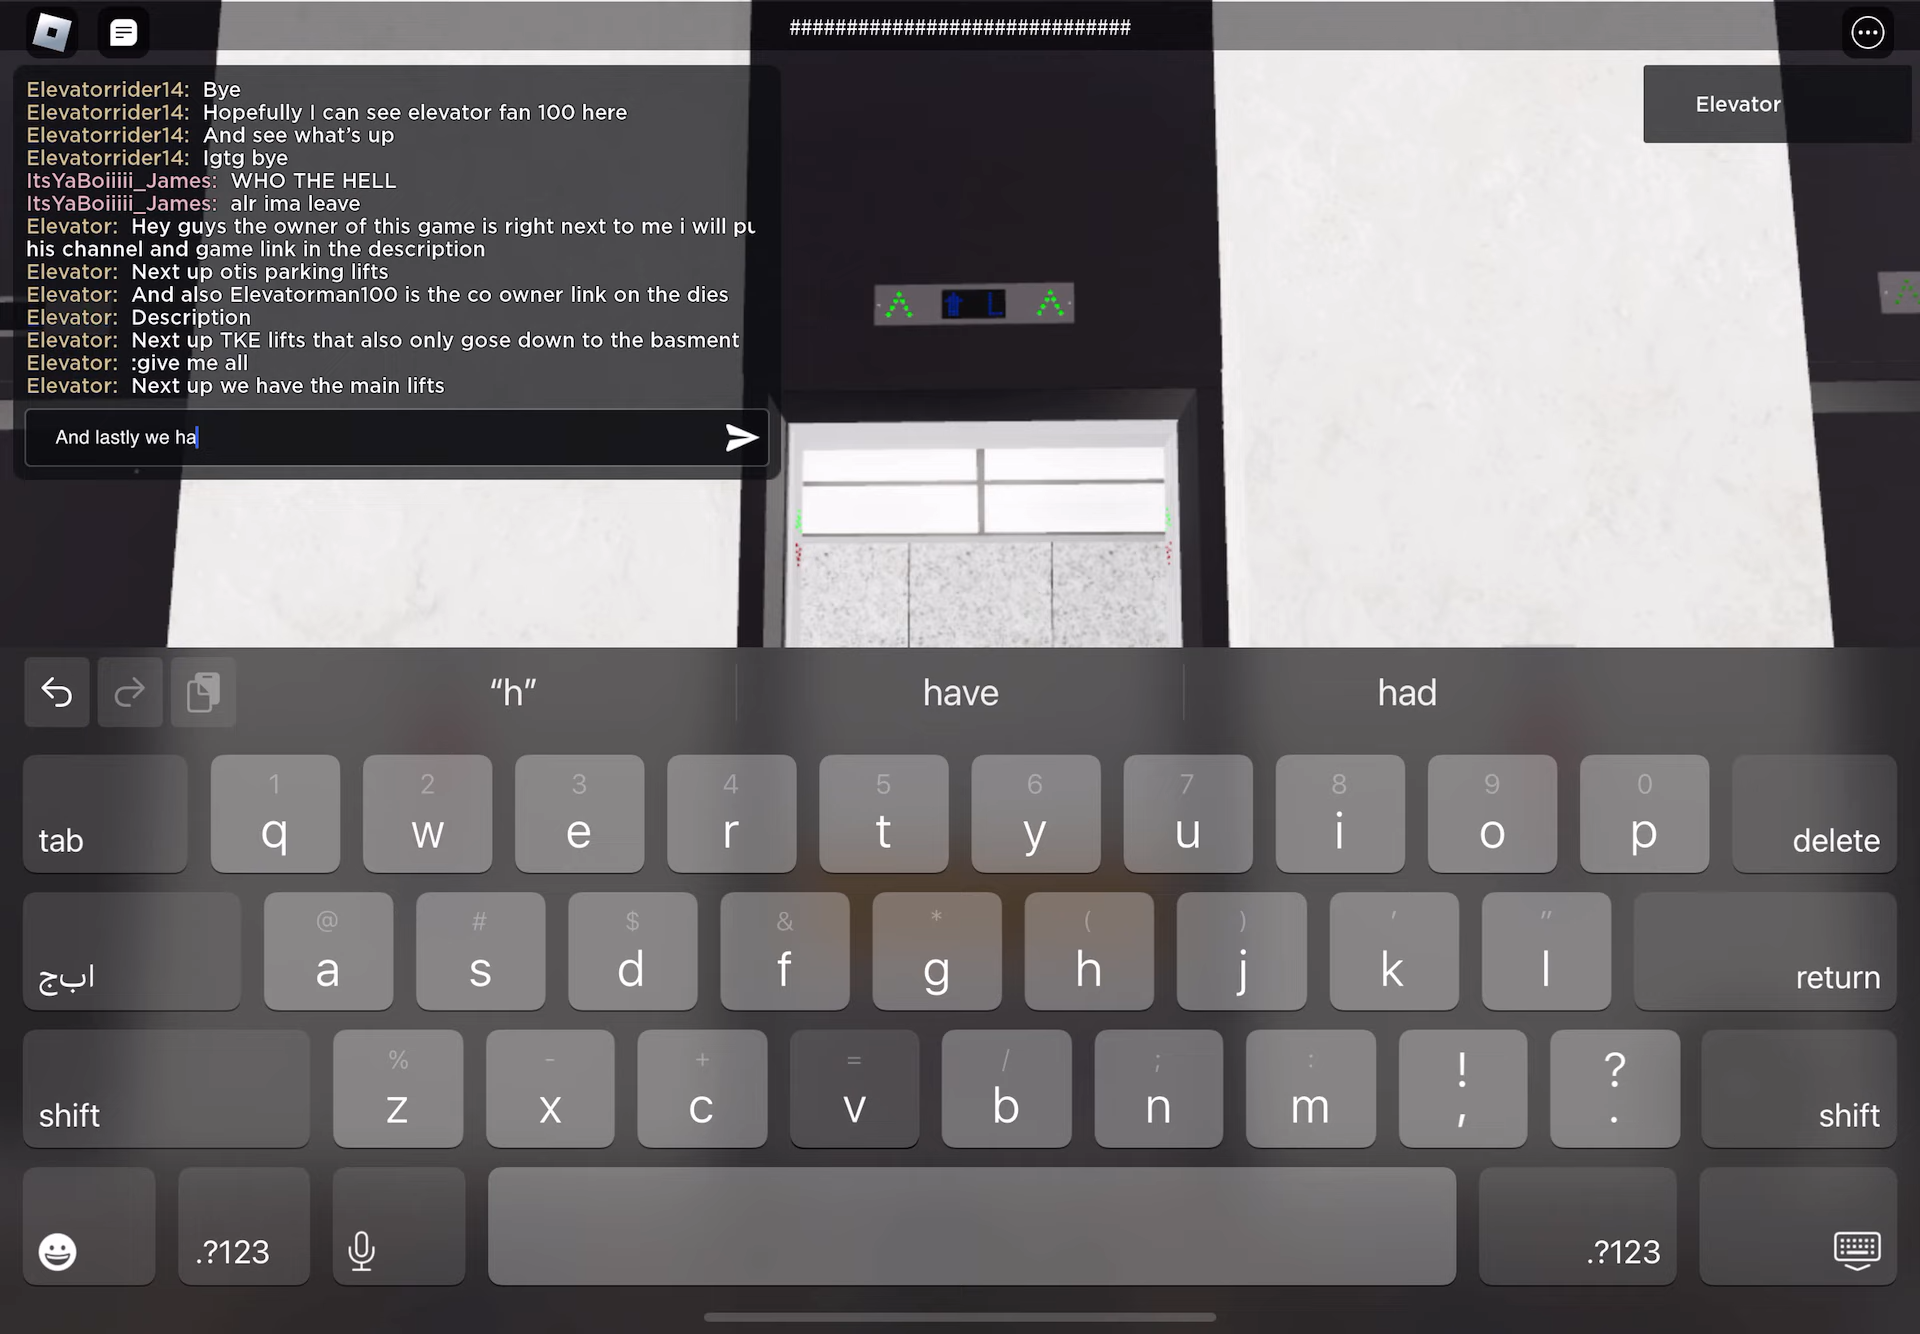 ##############################
Elevatorrider14: Bye
Elevatorrider14: Hopefully I can see elevator fan 100 here
Elevatorrider14: And see what's up
Elevatorrider14: Igtg bye
ItsYaBoiiiii_James: WHO THE HELL
ItsYaBoiiiii_James: alr ima leave
Elevator: Hey guys the owner of this game is right next to me i will pu
his channel and game link in the description
Elevator: Next up otis parking lifts
Elevator: And also Elevatorman100 is the co owner link on the dies
Elevator: Description
Elevator: Next up TKE lifts that also only gose down to the basment
Elevator: :give me all
Elevator: Next up we have the main lifts
And lastly we ha
Elevator
L
“h” have had
1 2 3 4 5 6 7 8 9 0
tab q w e r t y u i o p delete
@ # $ & * ( ) ' "
ابج a s d f g h j k l return
% - + = / ; : ! ?
shift z x c v b n m , . shift
.?123 .?123